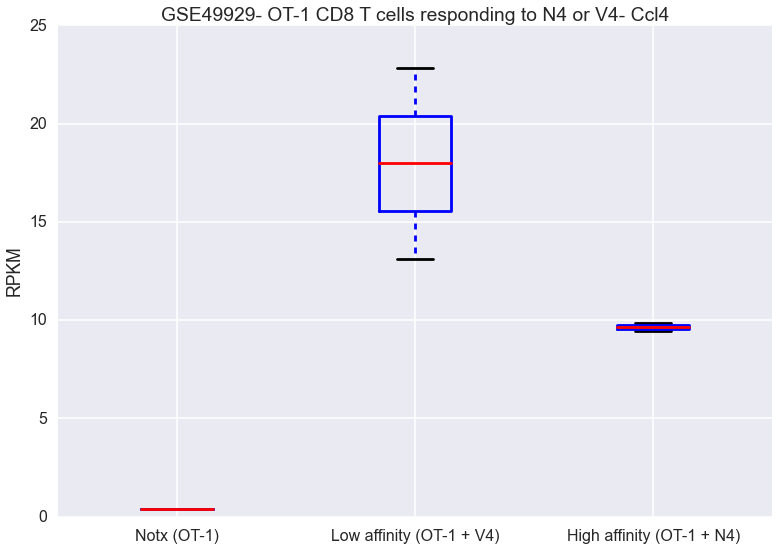 GSE49929- OT-1 CD8 T cells responding to N4 or V4- Ccl4
25
20
15
10
5
0
RPKM
Notx (OT-1)
Low affinity (OT-1 + V4)
High affinity (OT-1 + N4)